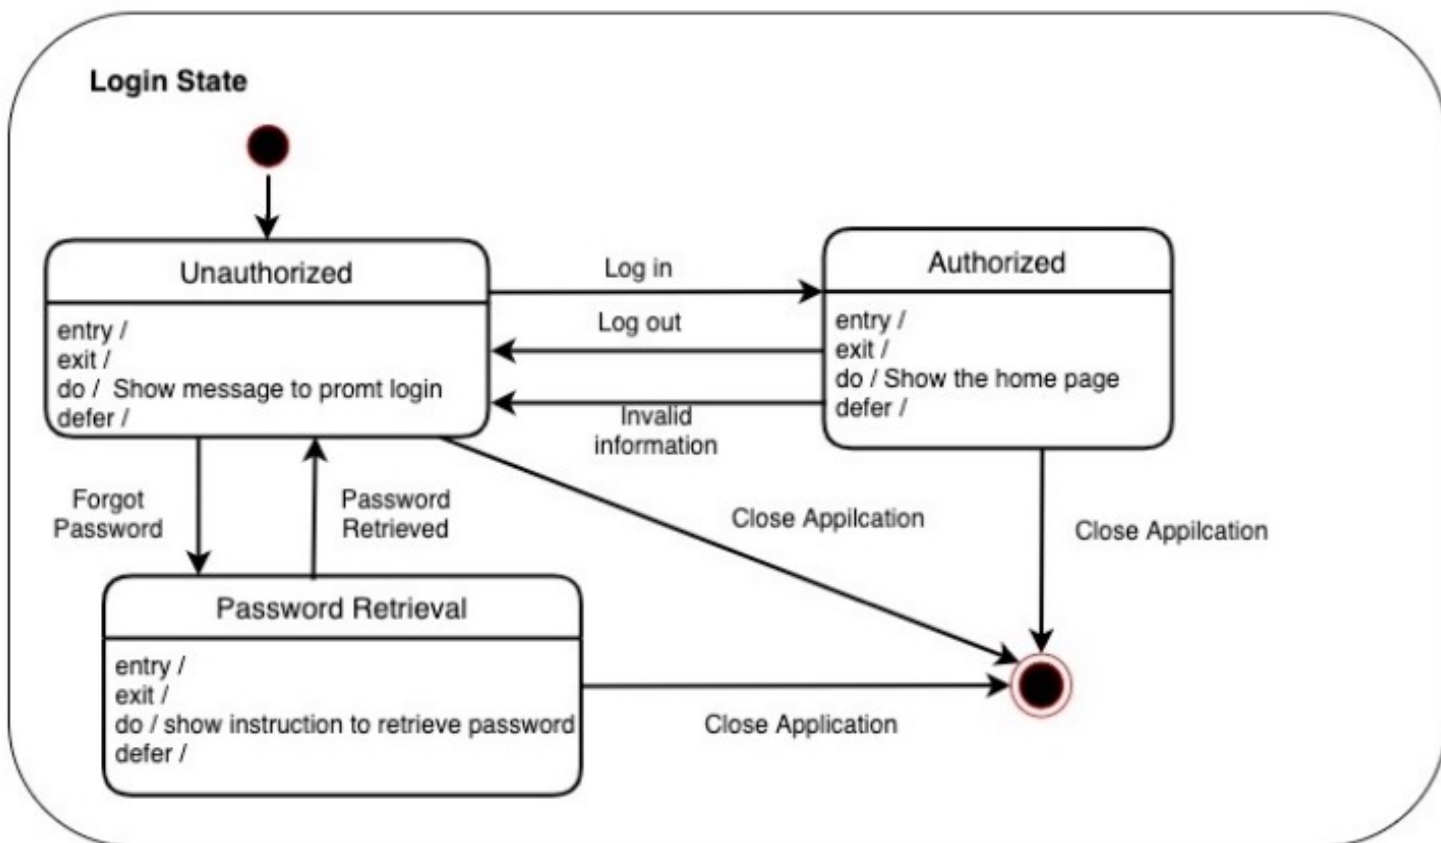 Login State
Unauthorized
entry /
exit /
do /  Show message to promt login
defer /
Log in
Log out
Invalid
information
Authorized
entry /
exit /
do / Show the home page
defer /
Forgot
Password
Password
Retrieved
Close Appilcation
Close Appilcation
Password Retrieval
entry /
exit /
do / show instruction to retrieve password
defer /
Close Application